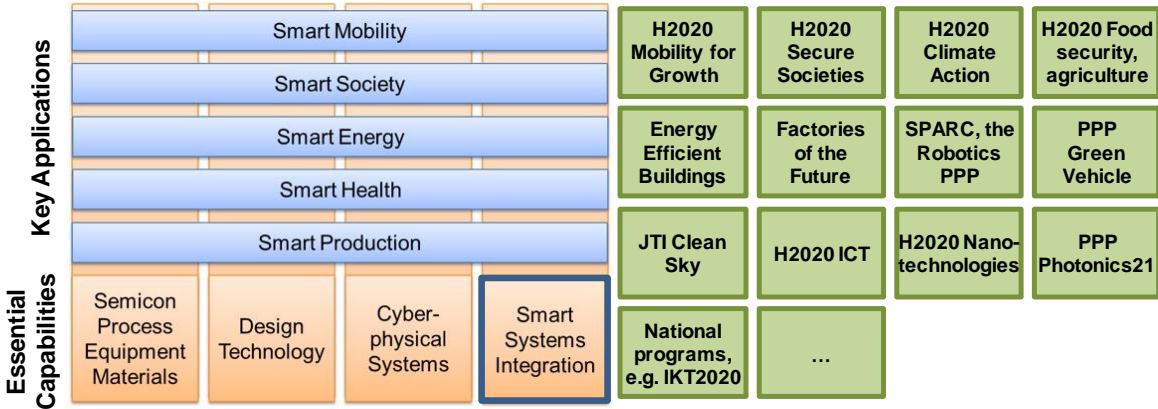 Key Applications
Smart Mobility
Smart Society
Smart Energy
Smart Health
Smart Production
Essential
Capabilities
Semicon
Process
Equipment
Materials
Design
Technology
Cyber-
physical
Systems
Smart
Systems
Integration
H2020
Mobility for
Growth
H2020
Secure
Societies
H2020
Climate
Action
H2020 Food
security,
agriculture
Energy
Efficient
Buildings
Factories
of the
Future
SPARC, the
Robotics
PPP
PPP
Green
Vehicle
JTI Clean
Sky
H2020 ICT
H2020 Nano-
technologies
PPP
Photonics21
National
programs,
e.g. IKT2020
...